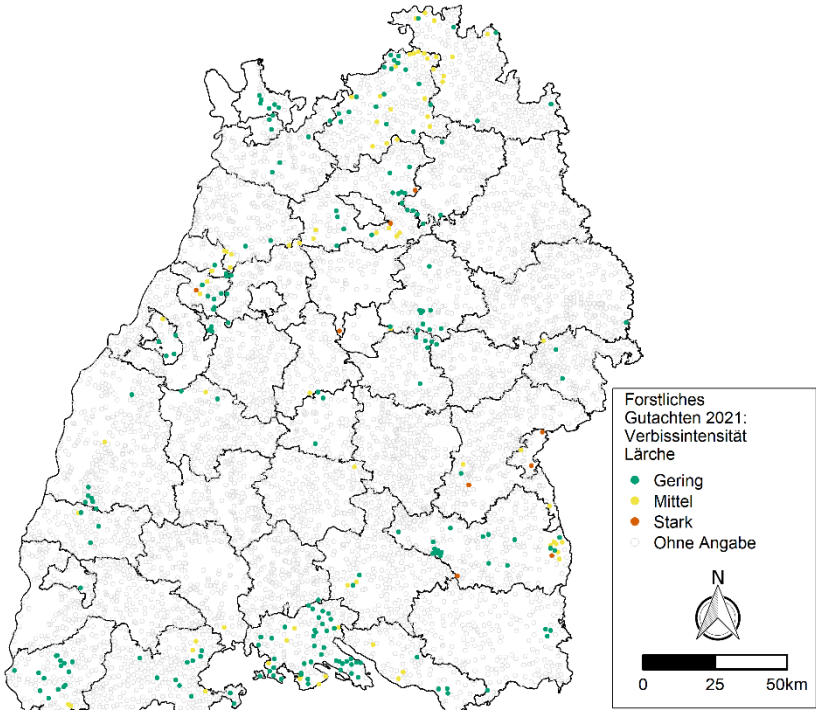 Forstliches
Gutachten 2021:
Verbissintensität
Lärche
Gering
Mittel
Stark
Ohne Angabe
N
0 25 50km